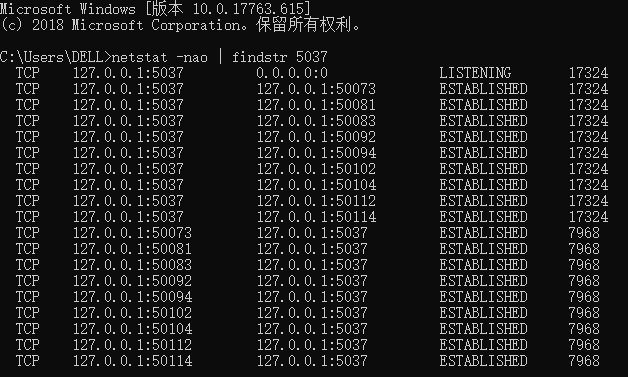 Microsoft Windows [版本 10.0.17763.615]
(c) 2018 Microsoft Corporation。保留所有权利。
C:\Users\DELL>netstat -nao | findstr 5037
TCP 127.0.0.1:5037 0.0.0.0:0 LISTENING 17324
TCP 127.0.0.1:5037 127.0.0.1:50073 ESTABLISHED 17324
TCP 127.0.0.1:5037 127.0.0.1:50081 ESTABLISHED 17324
TCP 127.0.0.1:5037 127.0.0.1:50083 ESTABLISHED 17324
TCP 127.0.0.1:5037 127.0.0.1:50092 ESTABLISHED 17324
TCP 127.0.0.1:5037 127.0.0.1:50094 ESTABLISHED 17324
TCP 127.0.0.1:5037 127.0.0.1:50102 ESTABLISHED 17324
TCP 127.0.0.1:5037 127.0.0.1:50104 ESTABLISHED 17324
TCP 127.0.0.1:5037 127.0.0.1:50112 ESTABLISHED 17324
TCP 127.0.0.1:5037 127.0.0.1:50114 ESTABLISHED 17324
TCP 127.0.0.1:50073 127.0.0.1:5037 ESTABLISHED 7968
TCP 127.0.0.1:50081 127.0.0.1:5037 ESTABLISHED 7968
TCP 127.0.0.1:50083 127.0.0.1:5037 ESTABLISHED 7968
TCP 127.0.0.1:50092 127.0.0.1:5037 ESTABLISHED 7968
TCP 127.0.0.1:50094 127.0.0.1:5037 ESTABLISHED 7968
TCP 127.0.0.1:50102 127.0.0.1:5037 ESTABLISHED 7968
TCP 127.0.0.1:50104 127.0.0.1:5037 ESTABLISHED 7968
TCP 127.0.0.1:50112 127.0.0.1:5037 ESTABLISHED 7968
TCP 127.0.0.1:50114 127.0.0.1:5037 ESTABLISHED 7968